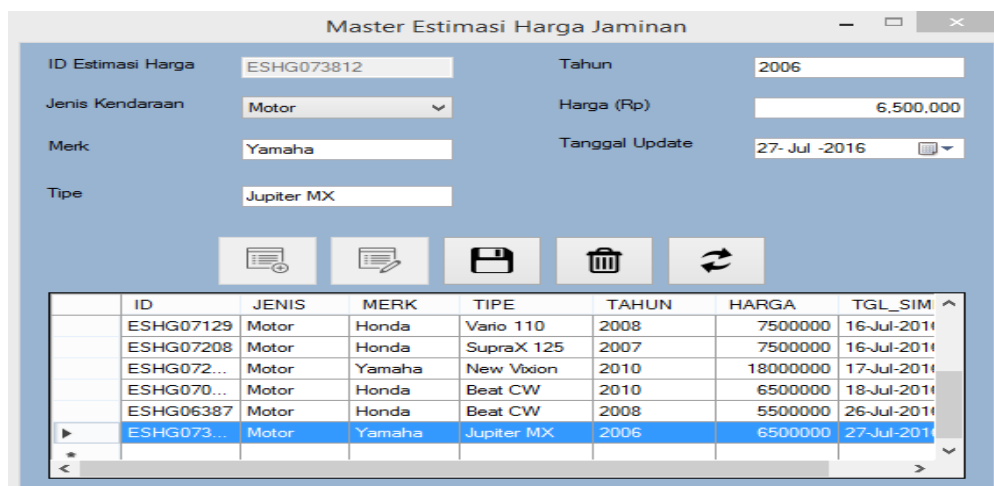 Master Estimasi Harga Jaminan
ID Estimasi Harga ESHG073812 Tahun 2006
Jenis Kendaraan Motor Harga (Rp) 6,500,000
Merk Yamaha Tanggal Update 27- Jul -2016
Tipe Jupiter MX
ID JENIS MERK TIPE TAHUN HARGA TGL_SIM
ESHG07129 Motor Honda Vario 110 2008 7500000 16-Jul-201
ESHG07208 Motor Honda SupraX 125 2007 7500000 16-Jul-201
ESHG072... Motor Yamaha New Vixion 2010 18000000 17-Jul-201
ESHG070... Motor Honda Beat CW 2010 6500000 18-Jul-201
ESHG06387 Motor Honda Beat CW 2008 5500000 26-Jul-201
ESHG073... Motor Yamaha Jupiter MX 2006 6500000 27-Jul-201